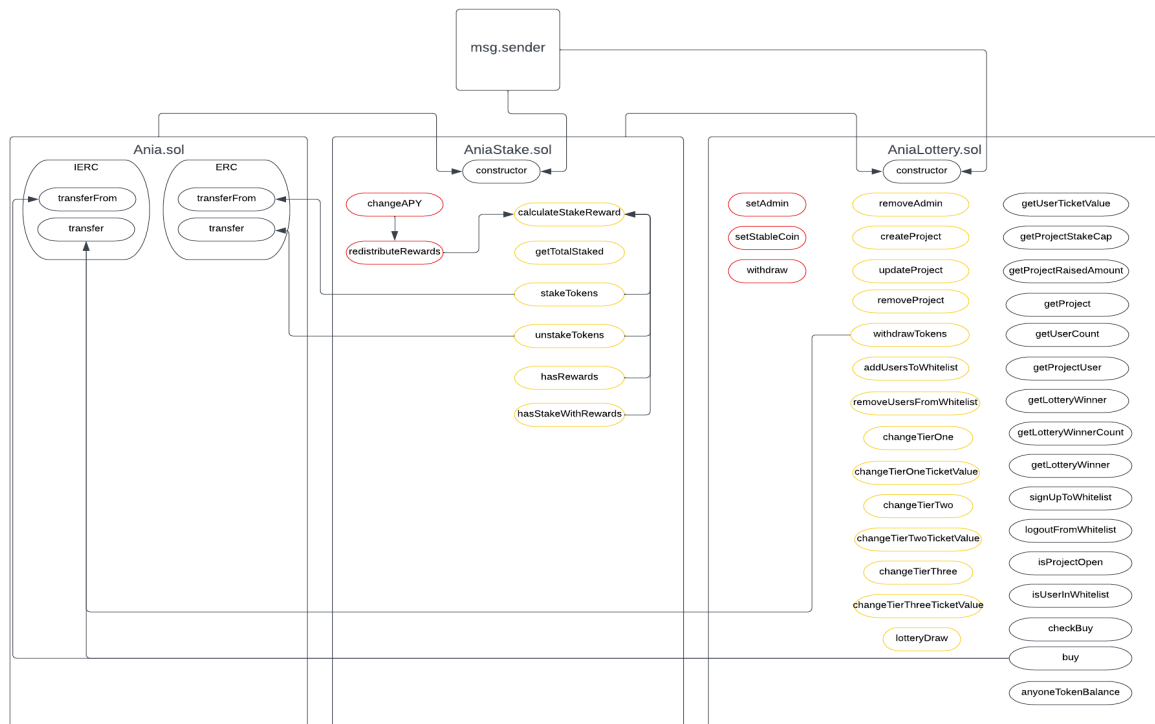 msg.sender
Ania.sol
IERC
transferFrom
transfer
ERC
transferFrom
transfer
AniaStake.sol
constructor
changeAPY
redistributeRewards
calculateStakeReward
getTotalStaked
stakeTokens
unstakeTokens
hasRewards
hasStakeWithRewards
AniaLottery.sol
constructor
setAdmin
setStableCoin
withdraw
removeAdmin
createProject
updateProject
removeProject
withdrawTokens
addUsersToWhitelist
removeUsersFromWhitelist
changeTierOne
changeTierOneTicketValue
changeTierTwo
changeTierTwoTicketValue
changeTierThree
changeTierThreeTicketValue
lotteryDraw
getUserTicketValue
getProjectStakeCap
getProjectRaisedAmount
getProject
getUserCount
getProjectUser
getLotteryWinner
getLotteryWinnerCount
getLotteryWinner
signUpToWhitelist
logoutFromWhitelist
isProjectOpen
isUserInWhitelist
checkBuy
buy
anyoneTokenBalance